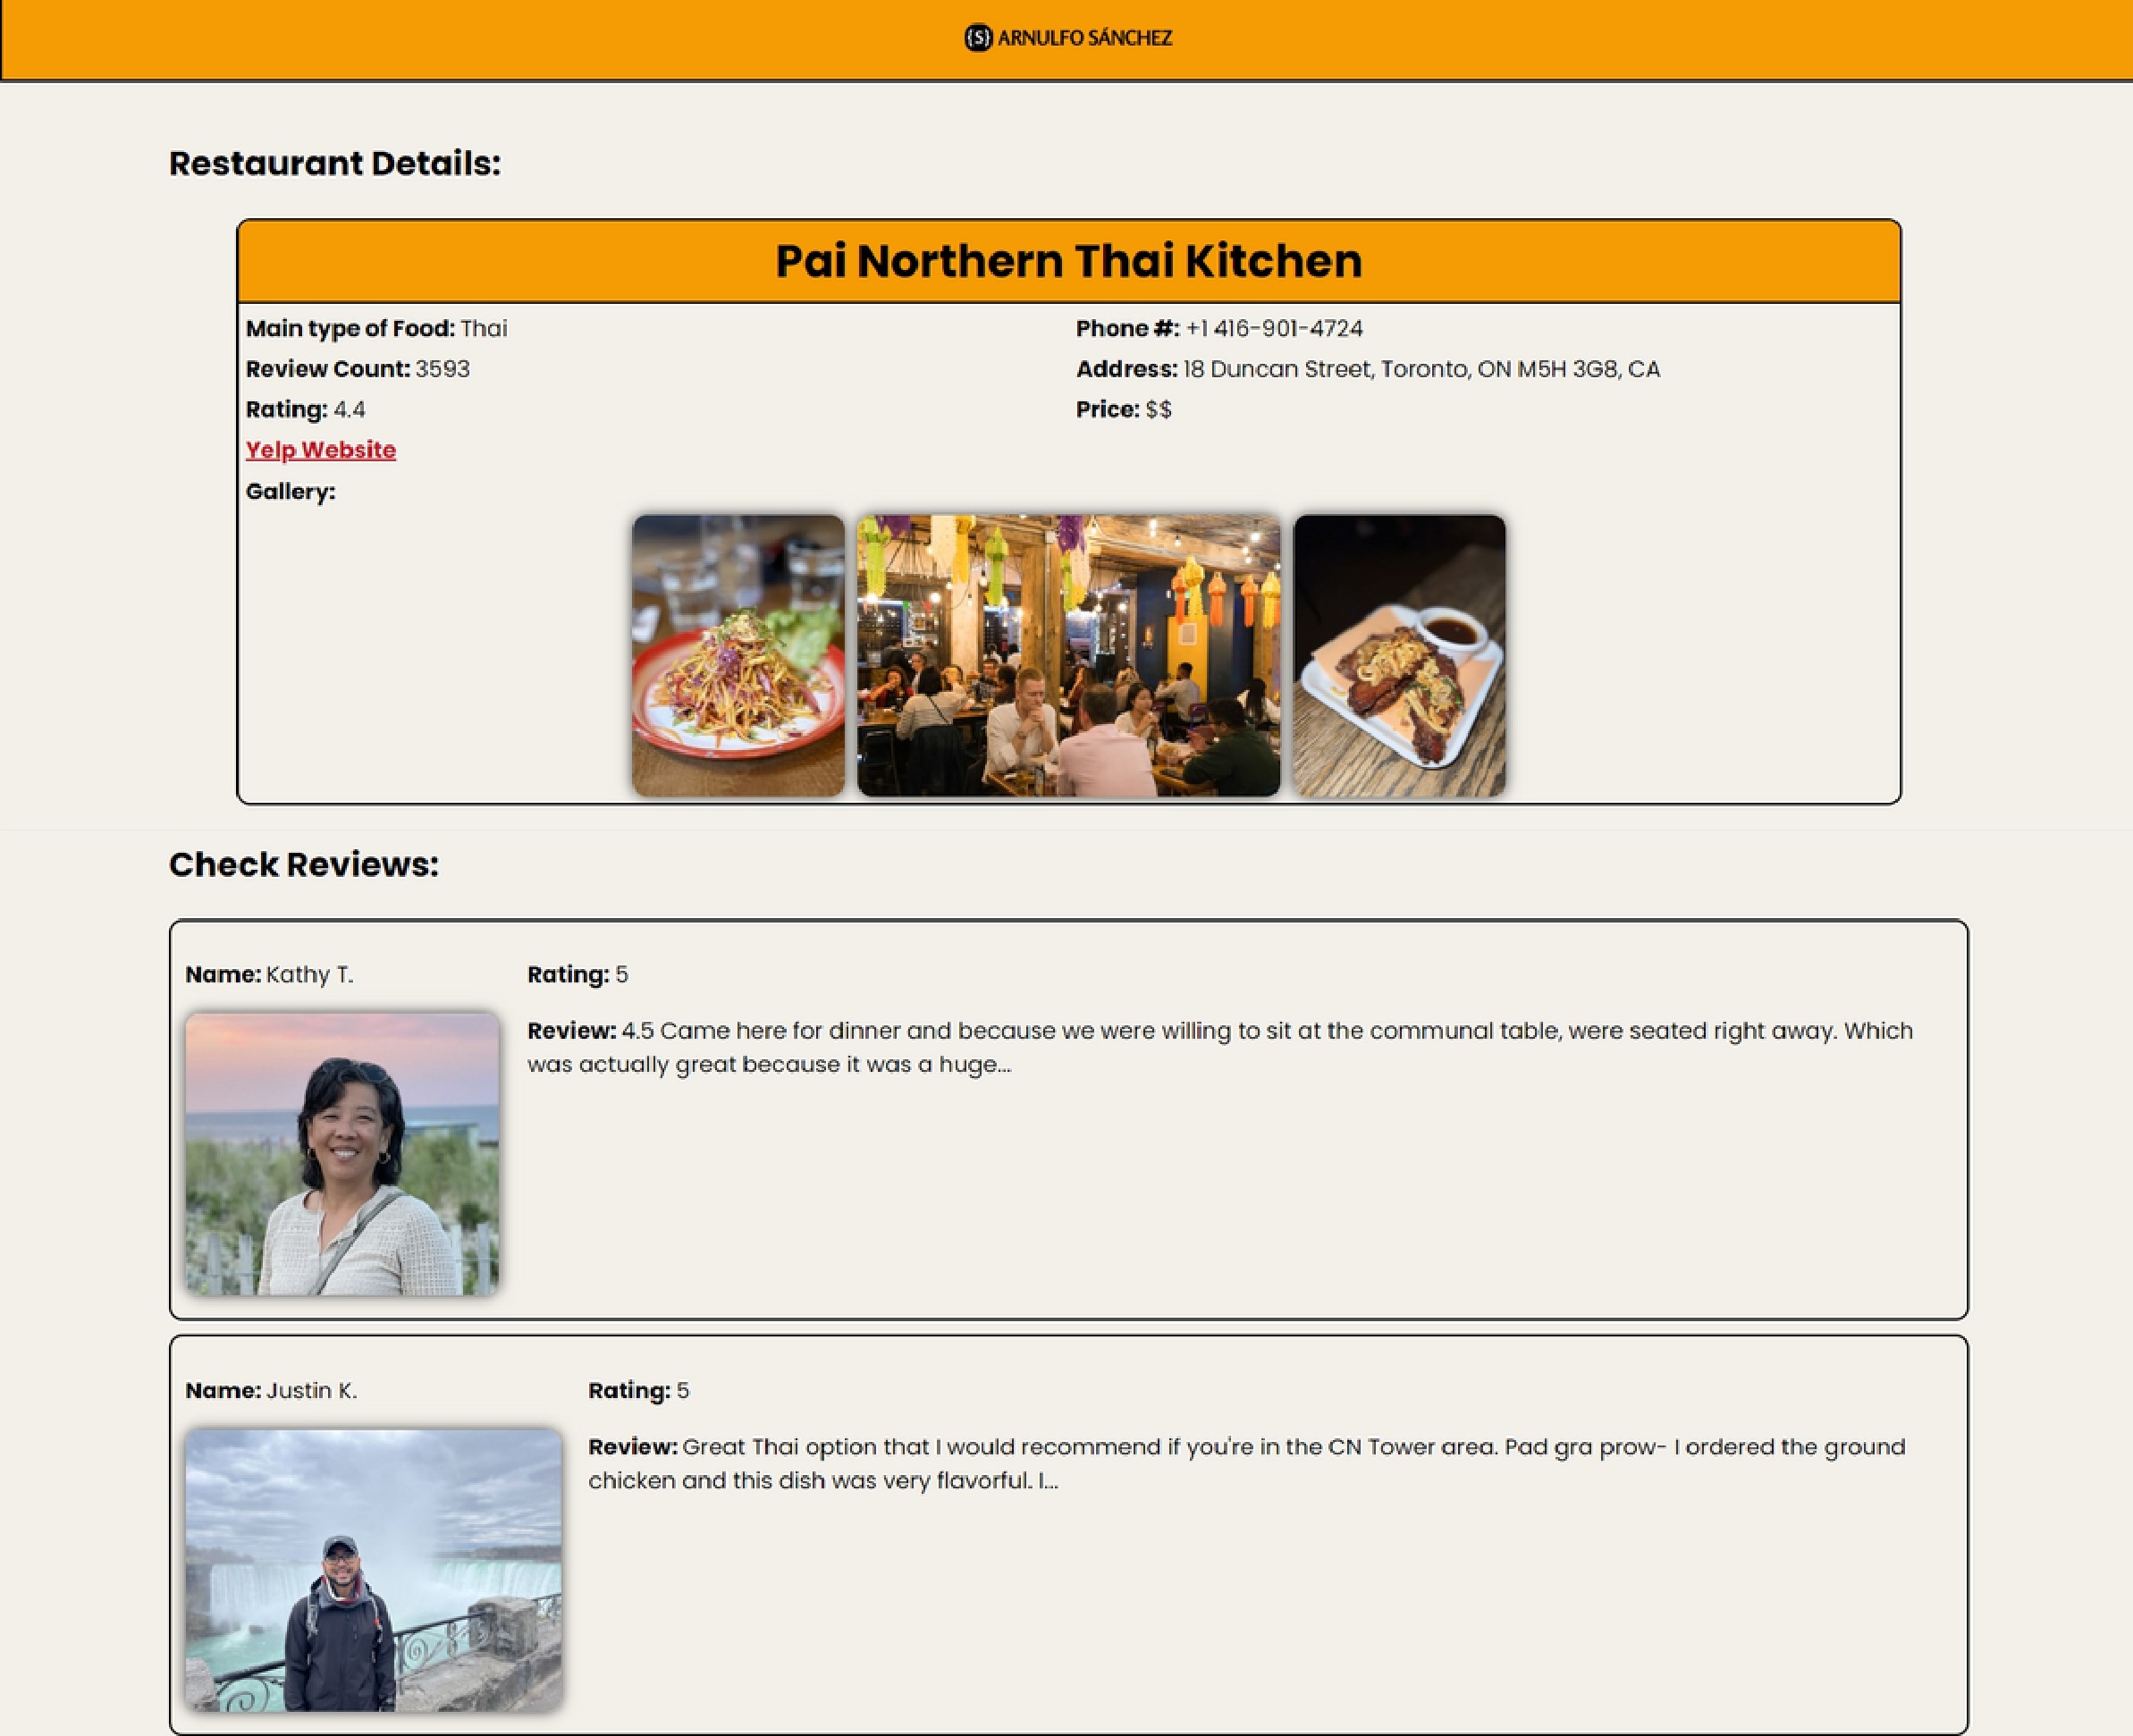 {S} ARNULFO SÁNCHEZ
Restaurant Details:
Pai Northern Thai Kitchen
Main type of Food: Thai
Phone #: +1 416-901-4724
Review Count: 3593
Address: 18 Duncan Street, Toronto, ON M5H 3G8, CA
Rating: 4.4
Price: $$
Yelp Website
Gallery:
Check Reviews:
Name: Kathy T.
Rating: 5
Review: 4.5 Came here for dinner and because we were willing to sit at the communal table, were seated right away. Which
was actually great because it was a huge...
Name: Justin K.
Rating: 5
Review: Great Thai option that I would recommend if you're in the CN Tower area. Pad gra prow- I ordered the ground
chicken and this dish was very flavorful. I...